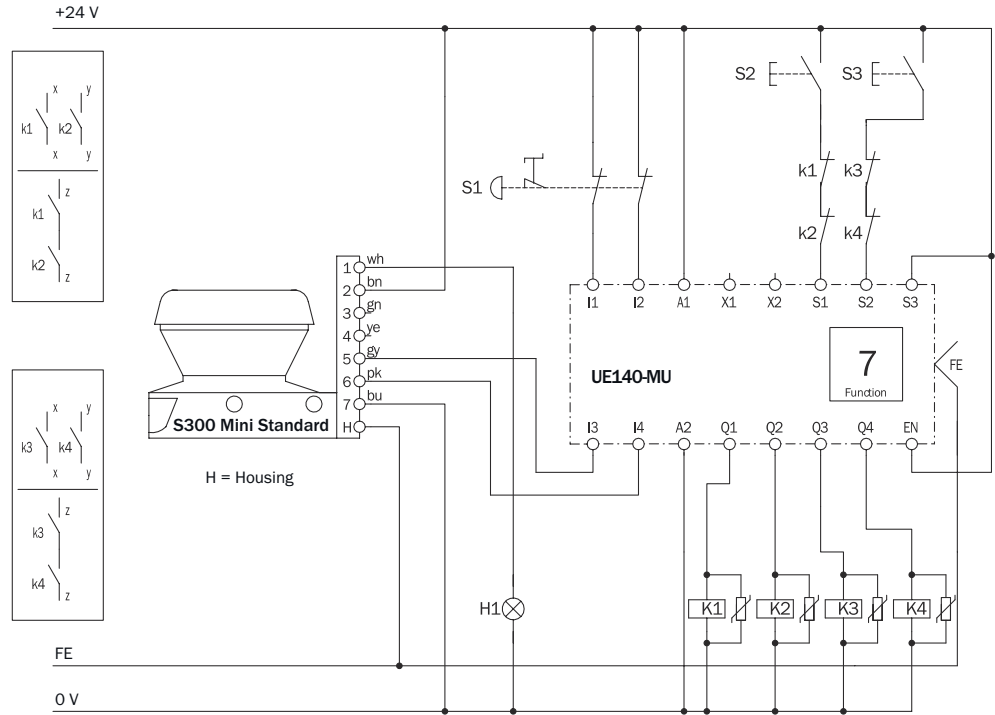 +24 V
x y
k1 k2
x y
z
k1
k2
z
S2 S3
S1
k1 k3
k2 k4
I1 I2 A1 X1 X2 S1 S2 S3
UE140-MU
7
Function
FE
I3 I4 A2 Q1 Q2 Q3 Q4 EN
1 wh
2 bn
3 gn
4 ye
5 gy
6 pk
7 bu
H
S300 Mini Standard
H = Housing
x y
k3 k4
x y
z
k3
k4
z
H1
K1 K2 K3 K4
FE
0 V